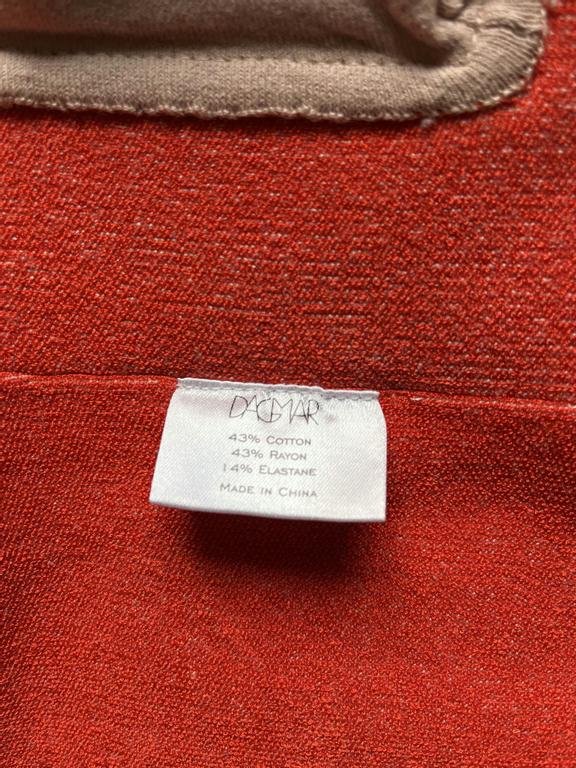 DAGMAR
43% COTTON
43% RAYON
14% ELASTANE
MADE IN CHINA